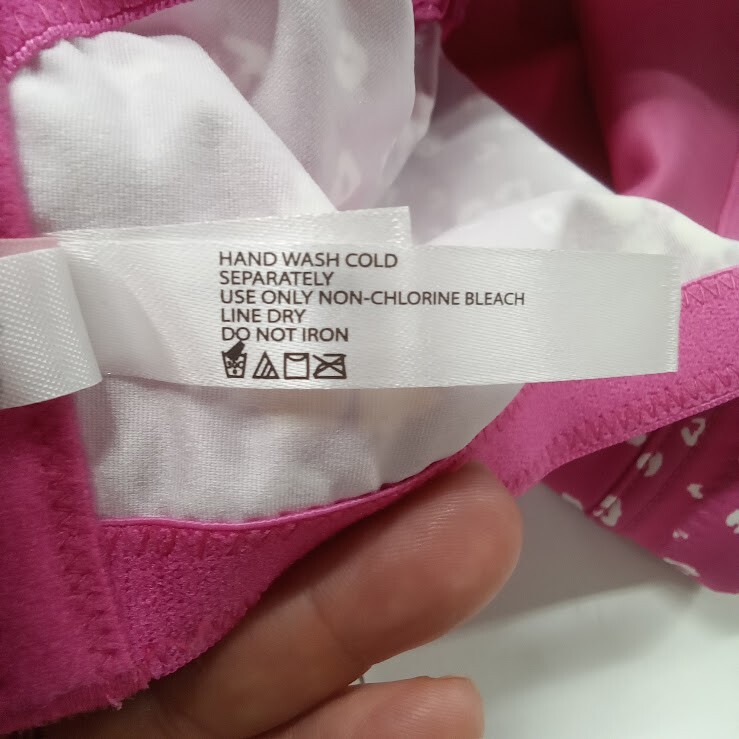 HAND WASH COLD
SEPARATELY
USE ONLY NON-CHLORINE BLEACH
LINE DRY
DO NOT IRON